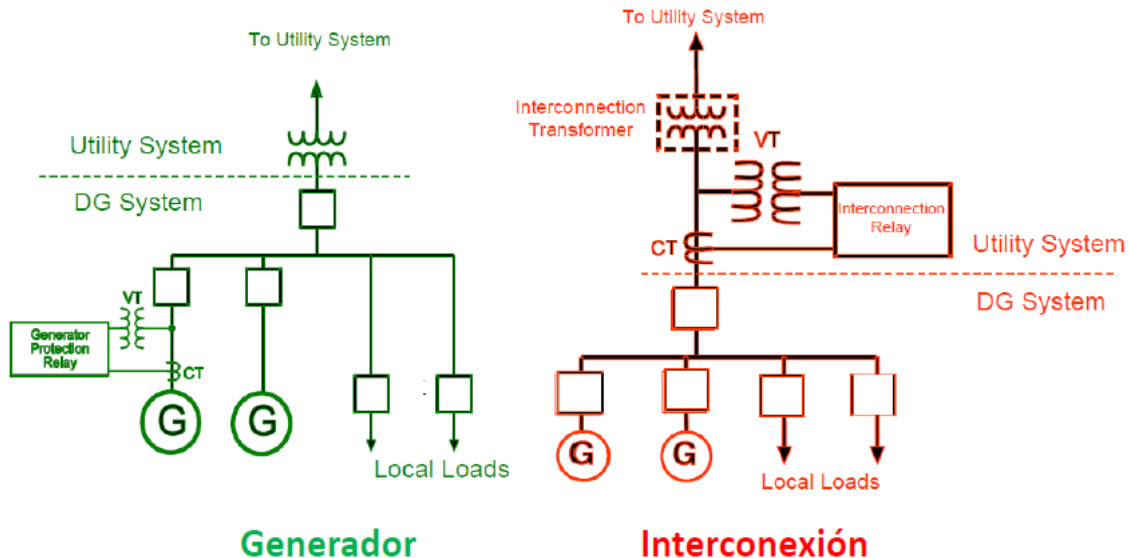 To Utility System
Utility System
DG System
VT
Generator
Protection
Relay
CT
G
G
Local Loads
Generador
To Utility System
Interconnection
Transformer
VT
Interconnection
Relay
CT
Utility System
DG System
G
G
Local Loads
Interconexión